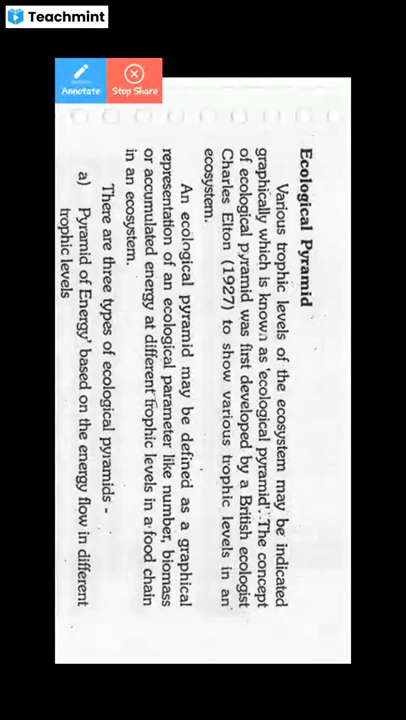 Teachmint
Annotate
Stop Share
Ecological Pyramid
Various trophic levels of the ecosystem may be indicated
graphically which is known as 'ecological pyramid'. The concept
of ecological pyramid was first developed by a British ecologist
Charles Elton (1927) to show various trophic levels in an
ecosystem.
An ecological pyramid may be defined as a graphical
representation of an ecological parameter like number, biomass
or accumulated energy at different trophic levels in a food chain
in an ecosystem.
There are three types of ecological pyramids -
a) Pyramid of Energy' based on the energy flow in different
trophic levels